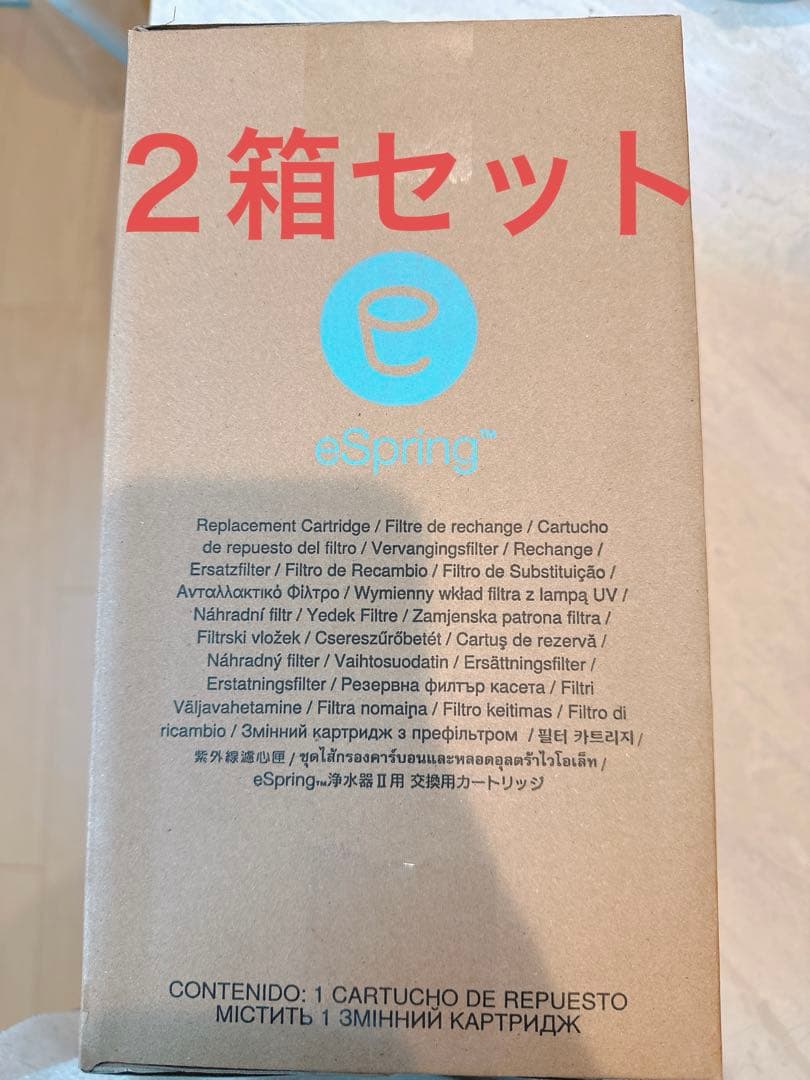 ２箱セット
e
eSpring™
Replacement Cartridge / Filtre de rechange / Cartucho
de repuesto del filtro / Vervangingsfilter / Rechange /
Ersatzfilter / Filtro de Recambio / Filtro de Substituição /
Ανταλλακτικό Φίλτρο / Wymienny wkład filtra z lampą UV /
Náhradní filtr / Yedek Filtre / Zamjenska patrona filtra /
Filtrski vložek / Csereszűrőbetét / Cartuş de rezervă /
Náhradný filter / Vaihtosuodatin / Ersättningsfilter /
Erstatningsfilter / Резервна филтър касета / Filtri
Väljavahetamine / Filtra nomaiņa / Filtro keitimas / Filtro di
ricambio / Змінний картридж з префільтром / 필터 카트리지 /
紫外線濾心匣 / ชุดไส้กรองคาร์บอนและหลอดอุลตร้าไวโอเล็ท /
eSpring™浄水器Ⅱ用 交換用カートリッジ
CONTENIDO: 1 CARTUCHO DE REPUESTO
МІСТИТЬ 1 ЗМІННИЙ КАРТРИДЖ